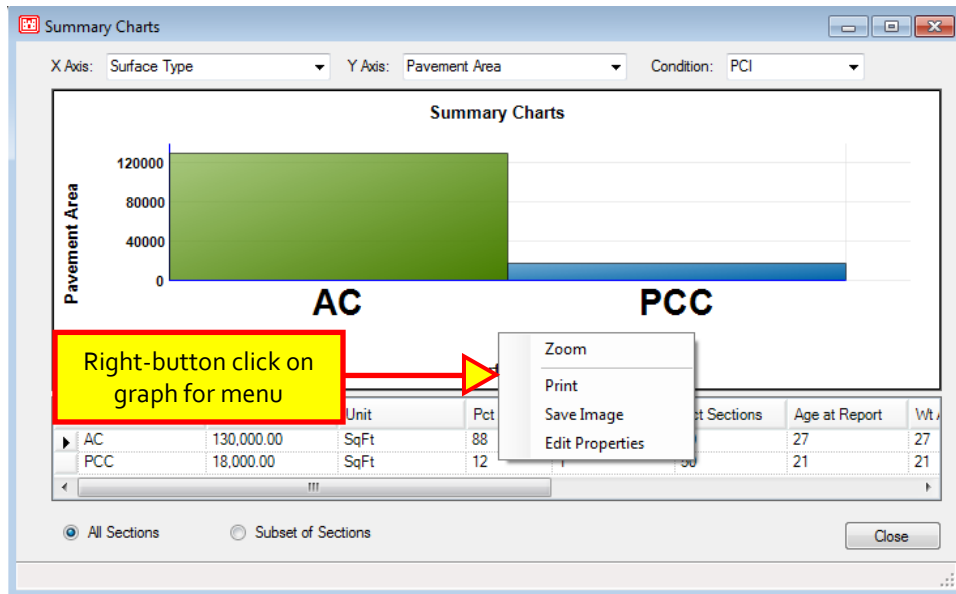 Summary Charts
X Axis: Surface Type Y Axis: Pavement Area Condition: PCI
Summary Charts
120000
80000
40000
0
Pavement Area
AC PCC
Right-button click on
graph for menu
Zoom
Print
Save Image
Edit Properties
Unit Pct ct Sections Age at Report Wt
AC 130,000.00 SqFt 88 27 27
PCC 18,000.00 SqFt 12 1 50 21 21
All Sections Subset of Sections Close